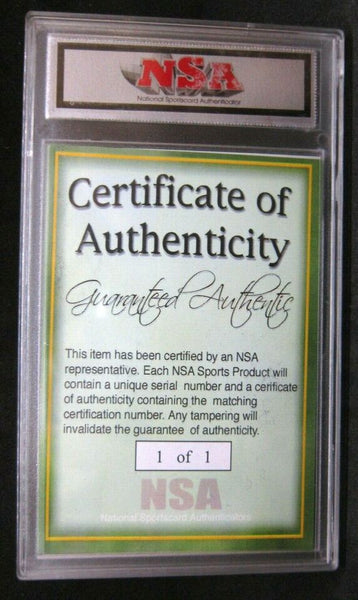 NSA
National Sportscard Authenticator
Certificate of
Authenticity
Guaranteed Authentic
This item has been certified by an NSA
representative. Each NSA Sports Product will
contain a unique serial number and a cerificate
of authenticity containing the matching
certification number. Any tampering will
invalidate the guarantee of authenticity.
1 of 1
NSA
National Sportscard Authenticators